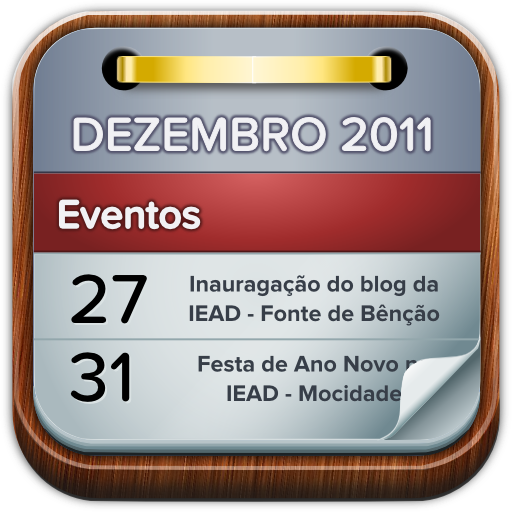 DEZEMBRO 2011
Eventos
27 Inauragação do blog da
IEAD - Fonte de Bênção
31 Festa de Ano Novo
IEAD - Mocidade